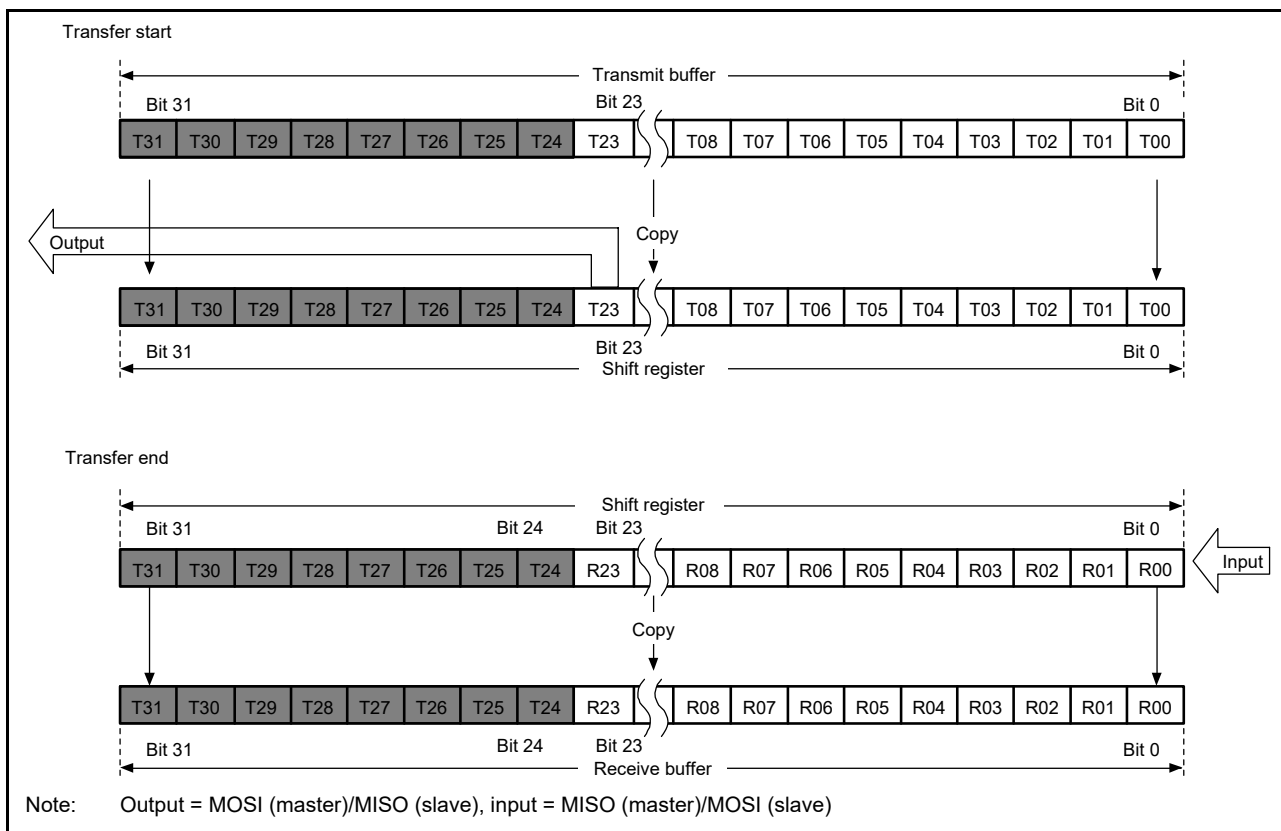 Transfer start
Transmit buffer
Bit 31 Bit 23 Bit 0
T31 T30 T29 T28 T27 T26 T25 T24 T23 T08 T07 T06 T05 T04 T03 T02 T01 T00
Output Copy
T31 T30 T29 T28 T27 T26 T25 T24 T23 T08 T07 T06 T05 T04 T03 T02 T01 T00
Bit 31 Bit 23 Bit 0
Shift register
Transfer end
Shift register
Bit 31 Bit 24 Bit 23 Bit 0
T31 T30 T29 T28 T27 T26 T25 T24 R23 R08 R07 R06 R05 R04 R03 R02 R01 R00 Input
Copy
T31 T30 T29 T28 T27 T26 T25 T24 R23 R08 R07 R06 R05 R04 R03 R02 R01 R00
Bit 31 Bit 24 Bit 23 Bit 0
Receive buffer
Note: Output = MOSI (master)/MISO (slave), input = MISO (master)/MOSI (slave)